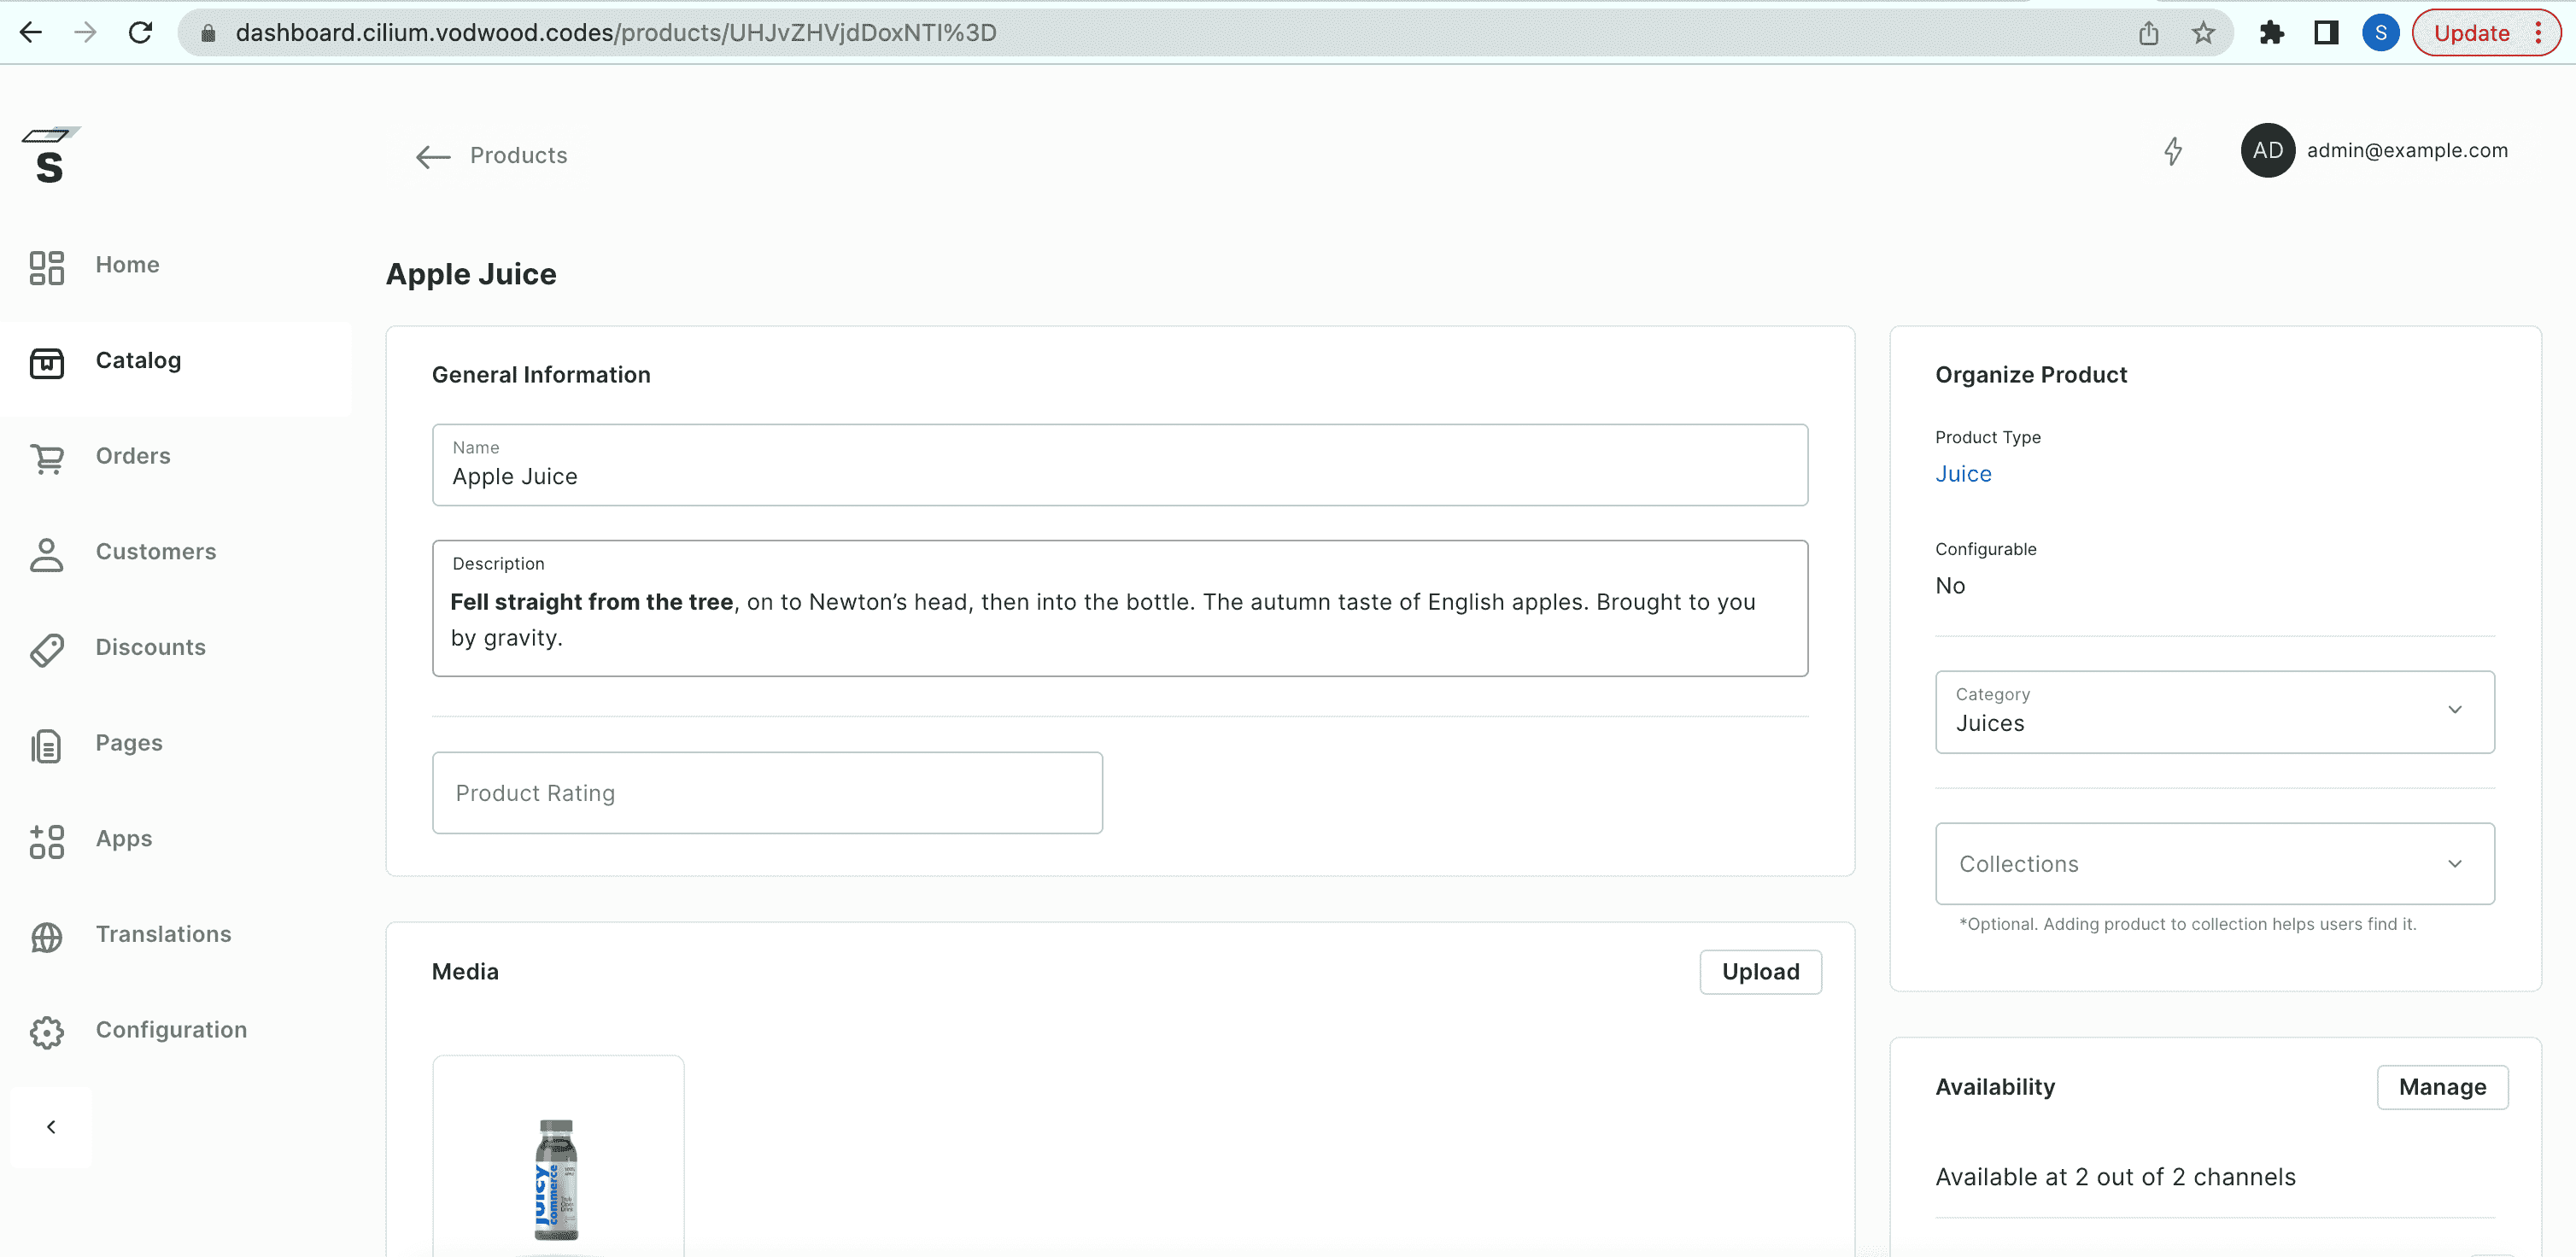 dashboard.cilium.vodwood.codes/products/UHJvZHVjdDoxNTI%3D
S
Update
S
Products
AD
admin@example.com
Home
Catalog
Orders
Customers
Discounts
Pages
Apps
Translations
Configuration
Apple Juice
General Information
Name
Apple Juice
Description
Fell straight from the tree, on to Newton’s head, then into the bottle. The autumn taste of English apples. Brought to you
by gravity.
Product Rating
Media
Upload
juicy
commerce
Organize Product
Product Type
Juice
Configurable
No
Category
Juices
Collections
*Optional. Adding product to collection helps users find it.
Availability
Manage
Available at 2 out of 2 channels